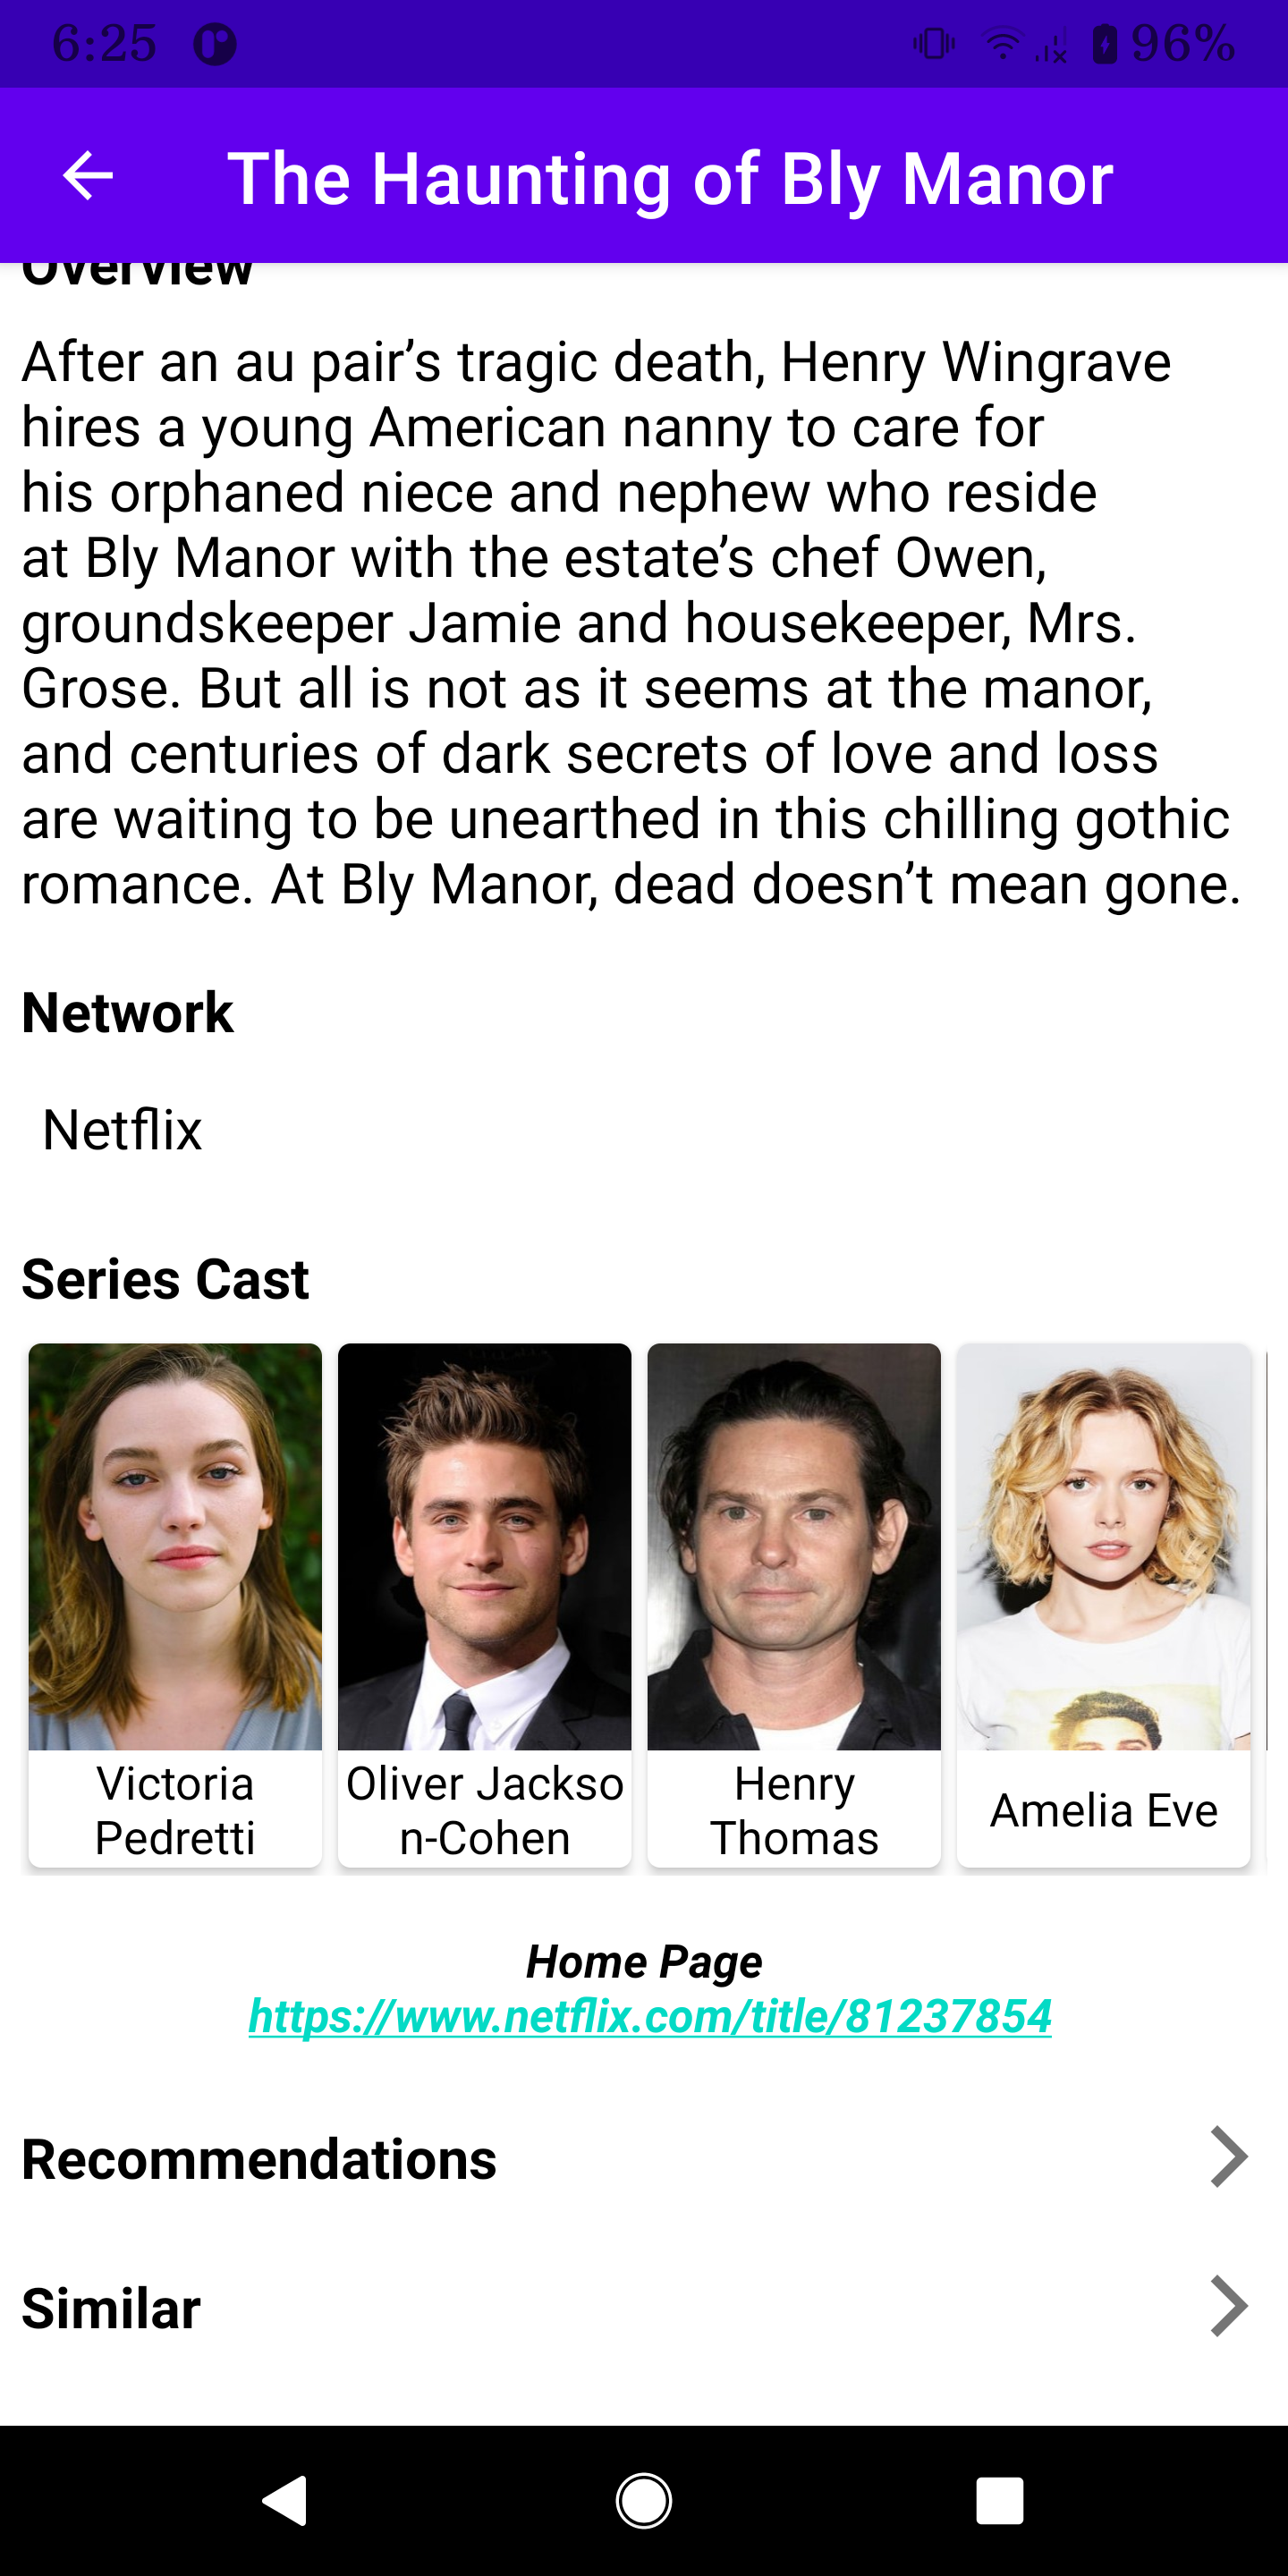 6:25
96%
The Haunting of Bly Manor
Overview
After an au pair’s tragic death, Henry Wingrave
hires a young American nanny to care for
his orphaned niece and nephew who reside
at Bly Manor with the estate’s chef Owen,
groundskeeper Jamie and housekeeper, Mrs.
Grose. But all is not as it seems at the manor,
and centuries of dark secrets of love and loss
are waiting to be unearthed in this chilling gothic
romance. At Bly Manor, dead doesn’t mean gone.
Network
Netflix
Series Cast
Victoria
Pedretti
Oliver Jackso
n-Cohen
Henry
Thomas
Amelia Eve
Home Page
https://www.netflix.com/title/81237854
Recommendations
Similar